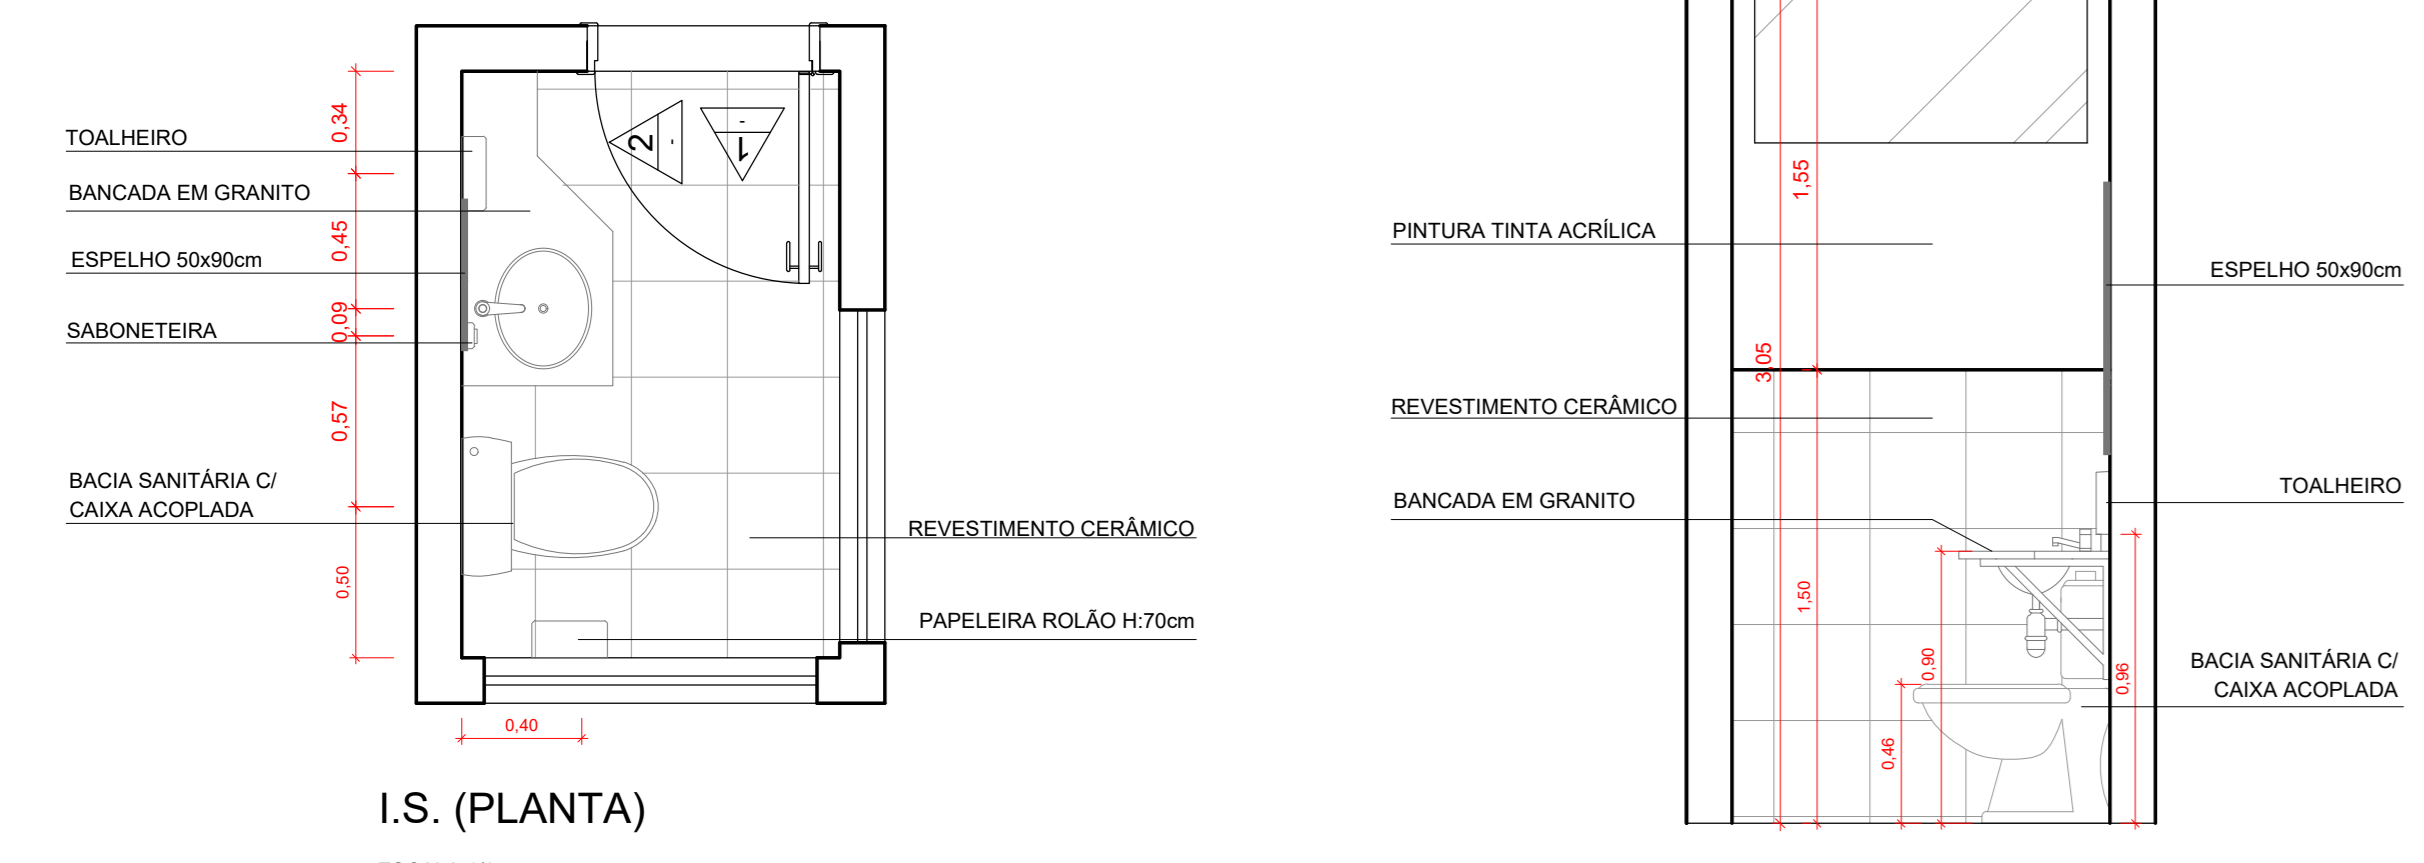 TOALHEIRO
BANCADA EM GRANITO
ESPELHO 50x90cm
SABONETEIRA
BACIA SANITÁRIA C/
CAIXA ACOPLADA
0,34
0,45
0,09
0,57
0,50
0,40
2
-
1
-
REVESTIMENTO CERÂMICO
PAPELEIRA ROLÃO H:70cm
I.S. (PLANTA)
PINTURA TINTA ACRÍLICA
REVESTIMENTO CERÂMICO
BANCADA EM GRANITO
1,55
3,05
1,50
0,90
0,46
0,96
ESPELHO 50x90cm
TOALHEIRO
BACIA SANITÁRIA C/
CAIXA ACOPLADA